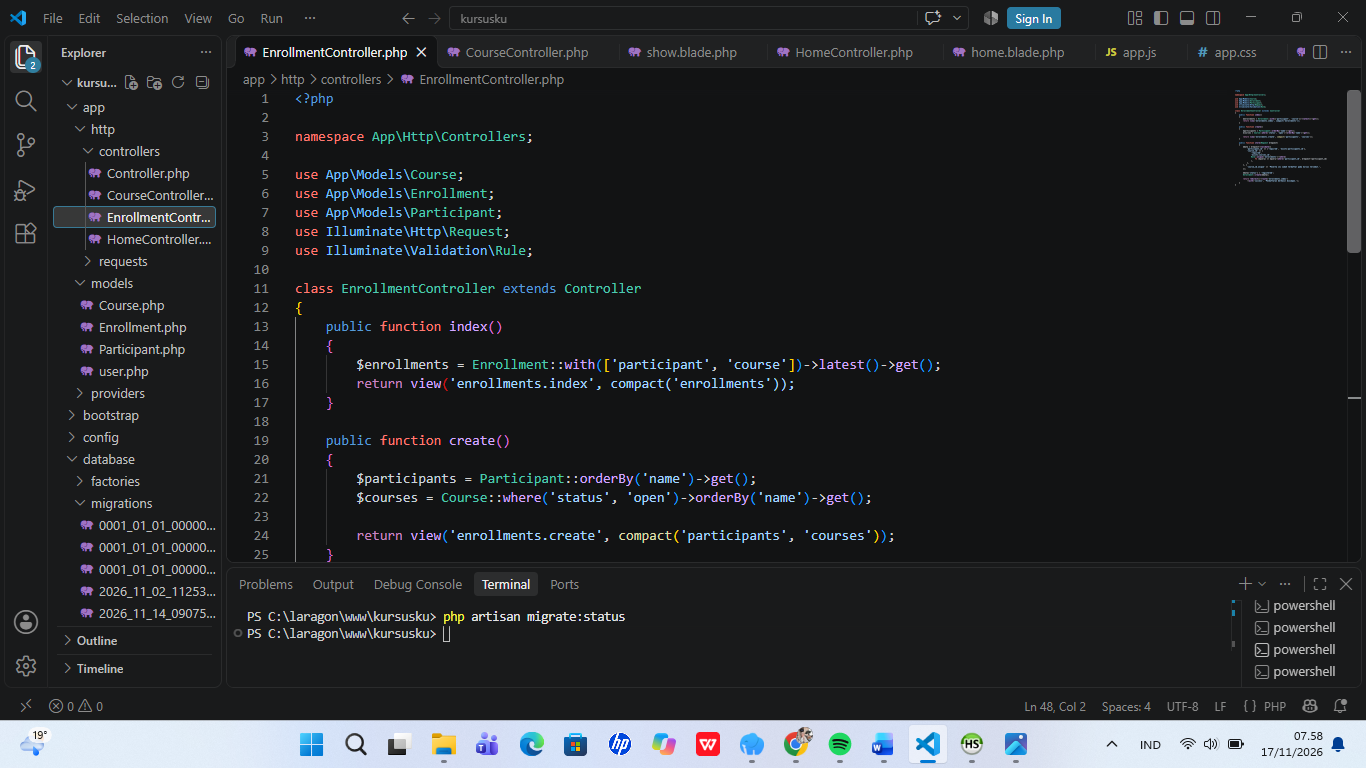 File Edit Selection View Go Run ··· kursusku Sign In
Explorer ···
EnrollmentController.php CourseController.php show.blade.php HomeController.php home.blade.php JS app.js # app.css ···
app > http > controllers > EnrollmentController.php
kursu...
app
http
controllers
Controller.php
CourseController...
EnrollmentContr...
HomeController....
requests
models
Course.php
Enrollment.php
Participant.php
user.php
providers
bootstrap
config
database
factories
migrations
0001_01_01_00000...
0001_01_01_00000...
0001_01_01_00000...
2026_11_02_11253...
2026_11_14_09075...
Outline
Timeline
2
1 <?php
2
3 namespace App\Http\Controllers;
4
5 use App\Models\Course;
6 use App\Models\Enrollment;
7 use App\Models\Participant;
8 use Illuminate\Http\Request;
9 use Illuminate\Validation\Rule;
10
11 class EnrollmentController extends Controller
12 {
13 public function index()
14 {
15 $enrollments = Enrollment::with(['participant', 'course'])->latest()->get();
16 return view('enrollments.index', compact('enrollments'));
17 }
18
19 public function create()
20 {
21 $participants = Participant::orderBy('name')->get();
22 $courses = Course::where('status', 'open')->orderBy('name')->get();
23
24 return view('enrollments.create', compact('participants', 'courses'));
25 }
Problems Output Debug Console Terminal Ports
PS C:\laragon\www\kursusku> php artisan migrate:status
PS C:\laragon\www\kursusku>
powershell
powershell
powershell
powershell
0 0 Ln 48, Col 2 Spaces: 4 UTF-8 LF { } PHP
19° hp W W HS IND 07.58
17/11/2026